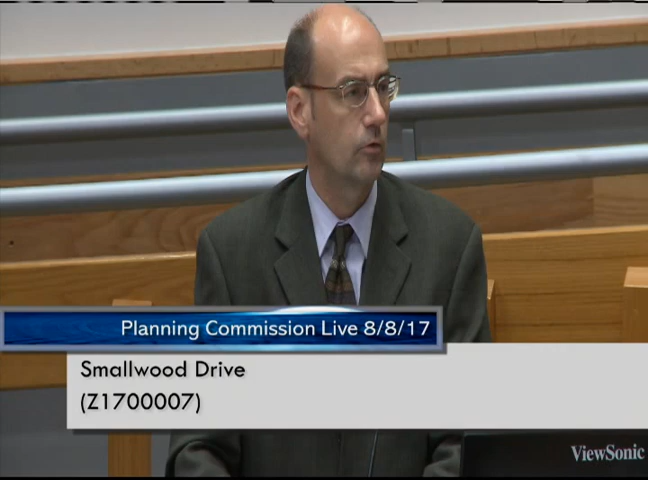 Planning Commission Live 8/8/17
Smallwood Drive
(Z1700007)
ViewSonic